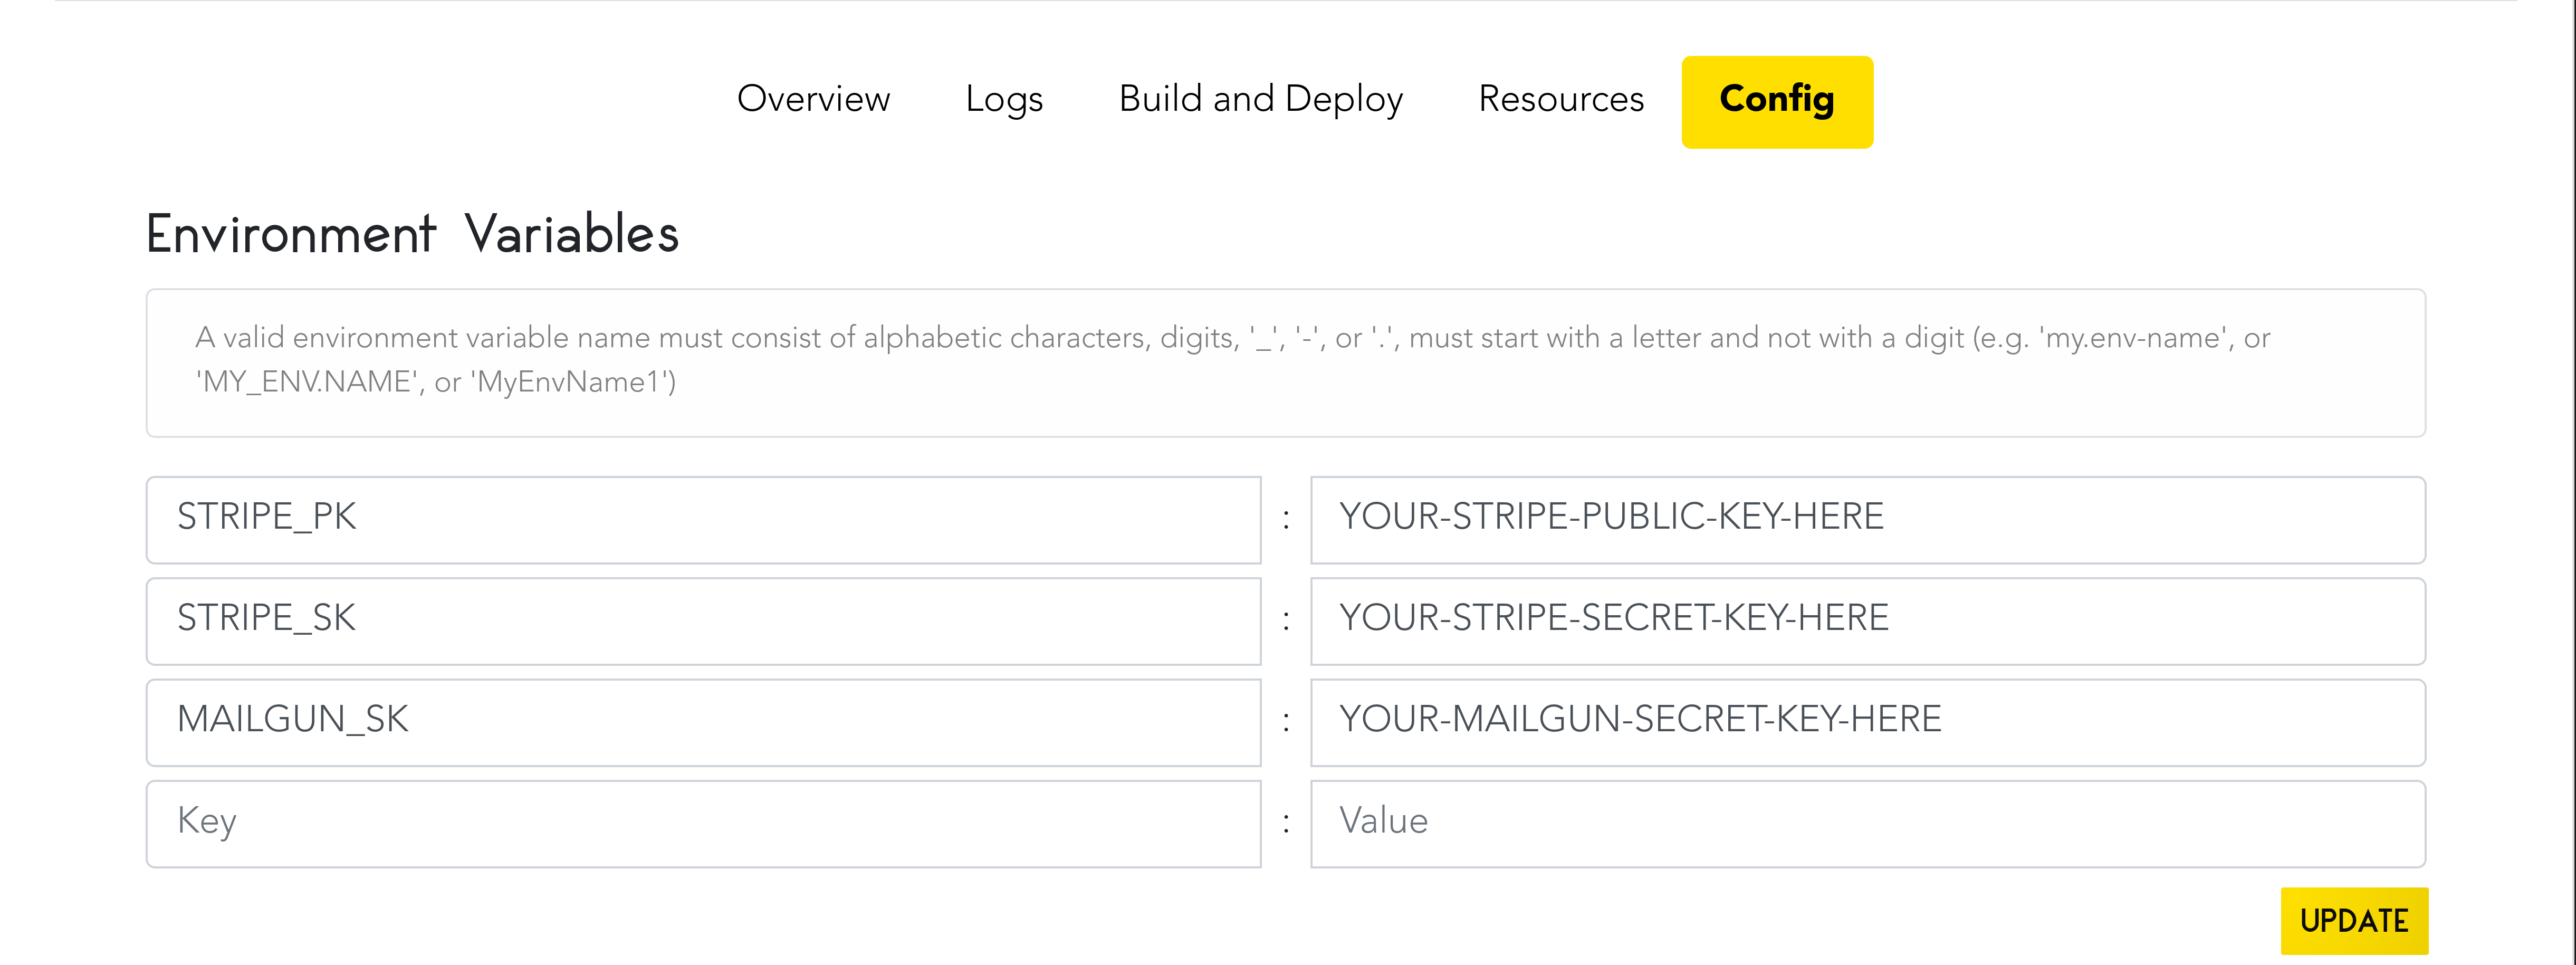 Overview Logs Build and Deploy Resources Config
Environment Variables
A valid environment variable name must consist of alphabetic characters, digits, '_', '-', or '.', must start with a letter and not with a digit (e.g. 'my.env-name', or
'MY_ENV.NAME', or 'MyEnvName1')
STRIPE_PK : YOUR-STRIPE-PUBLIC-KEY-HERE
STRIPE_SK : YOUR-STRIPE-SECRET-KEY-HERE
MAILGUN_SK : YOUR-MAILGUN-SECRET-KEY-HERE
Key : Value
UPDATE